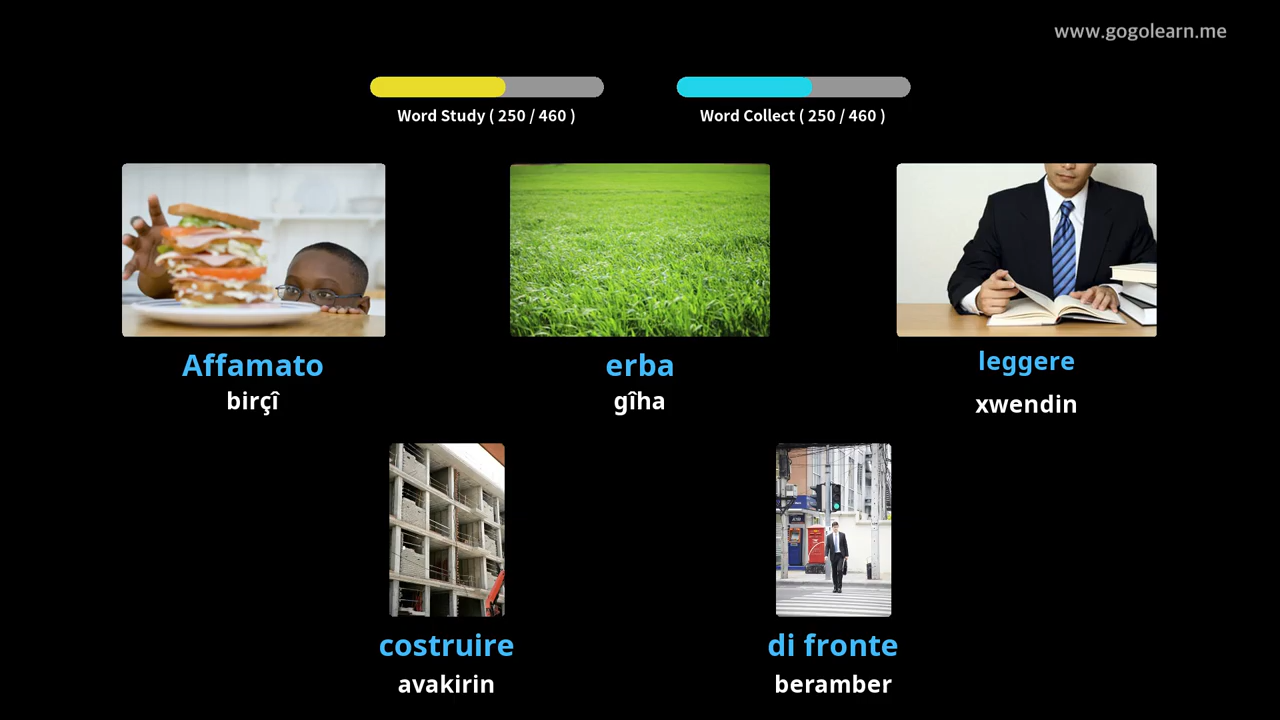 www.gogolearn.me
Word Study ( 250 / 460 )
Word Collect ( 250 / 460 )
Affamato
birçî
erba
gîha
leggere
xwendin
costruire
avakirin
di fronte
beramber